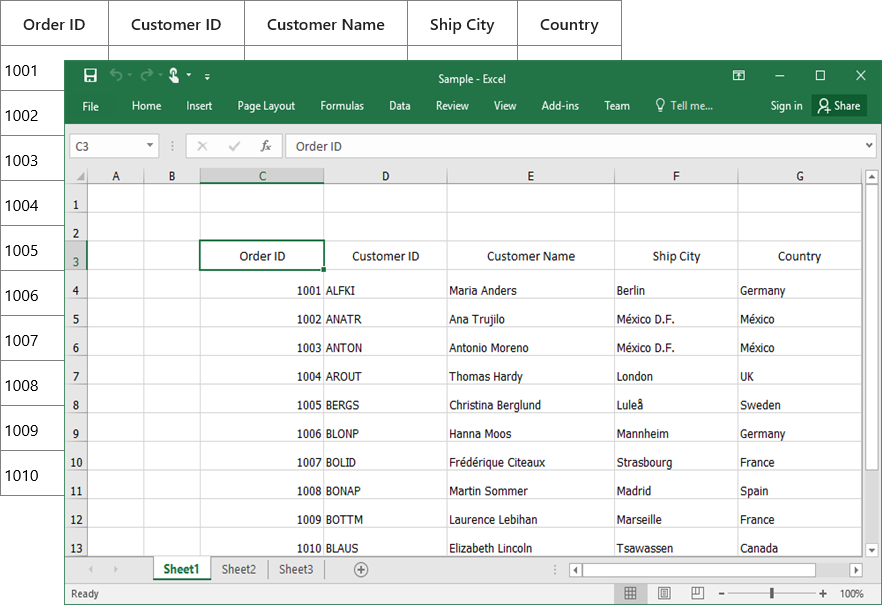 Order ID Customer ID Customer Name Ship City Country
1001
1002
1003
1004
1005
1006
1007
1008
1009
1010
Sample - Excel
File Home Insert Page Layout Formulas Data Review View Add-ins Team Tell me... Sign in Share
C3 fx Order ID
A B C D E F G
1
2
3 Order ID Customer ID Customer Name Ship City Country
4 1001 ALFKI Maria Anders Berlin Germany
5 1002 ANATR Ana Trujilo México D.F. México
6 1003 ANTON Antonio Moreno México D.F. México
7 1004 AROUT Thomas Hardy London UK
8 1005 BERGS Christina Berglund Luleå Sweden
9 1006 BLONP Hanna Moos Mannheim Germany
10 1007 BOLID Frédérique Citeaux Strasbourg France
11 1008 BONAP Martin Sommer Madrid Spain
12 1009 BOTTM Laurence Lebihan Marseille France
13 1010 BLAUS Elizabeth Lincoln Tsawassen Canada
Sheet1 Sheet2 Sheet3
Ready 100%